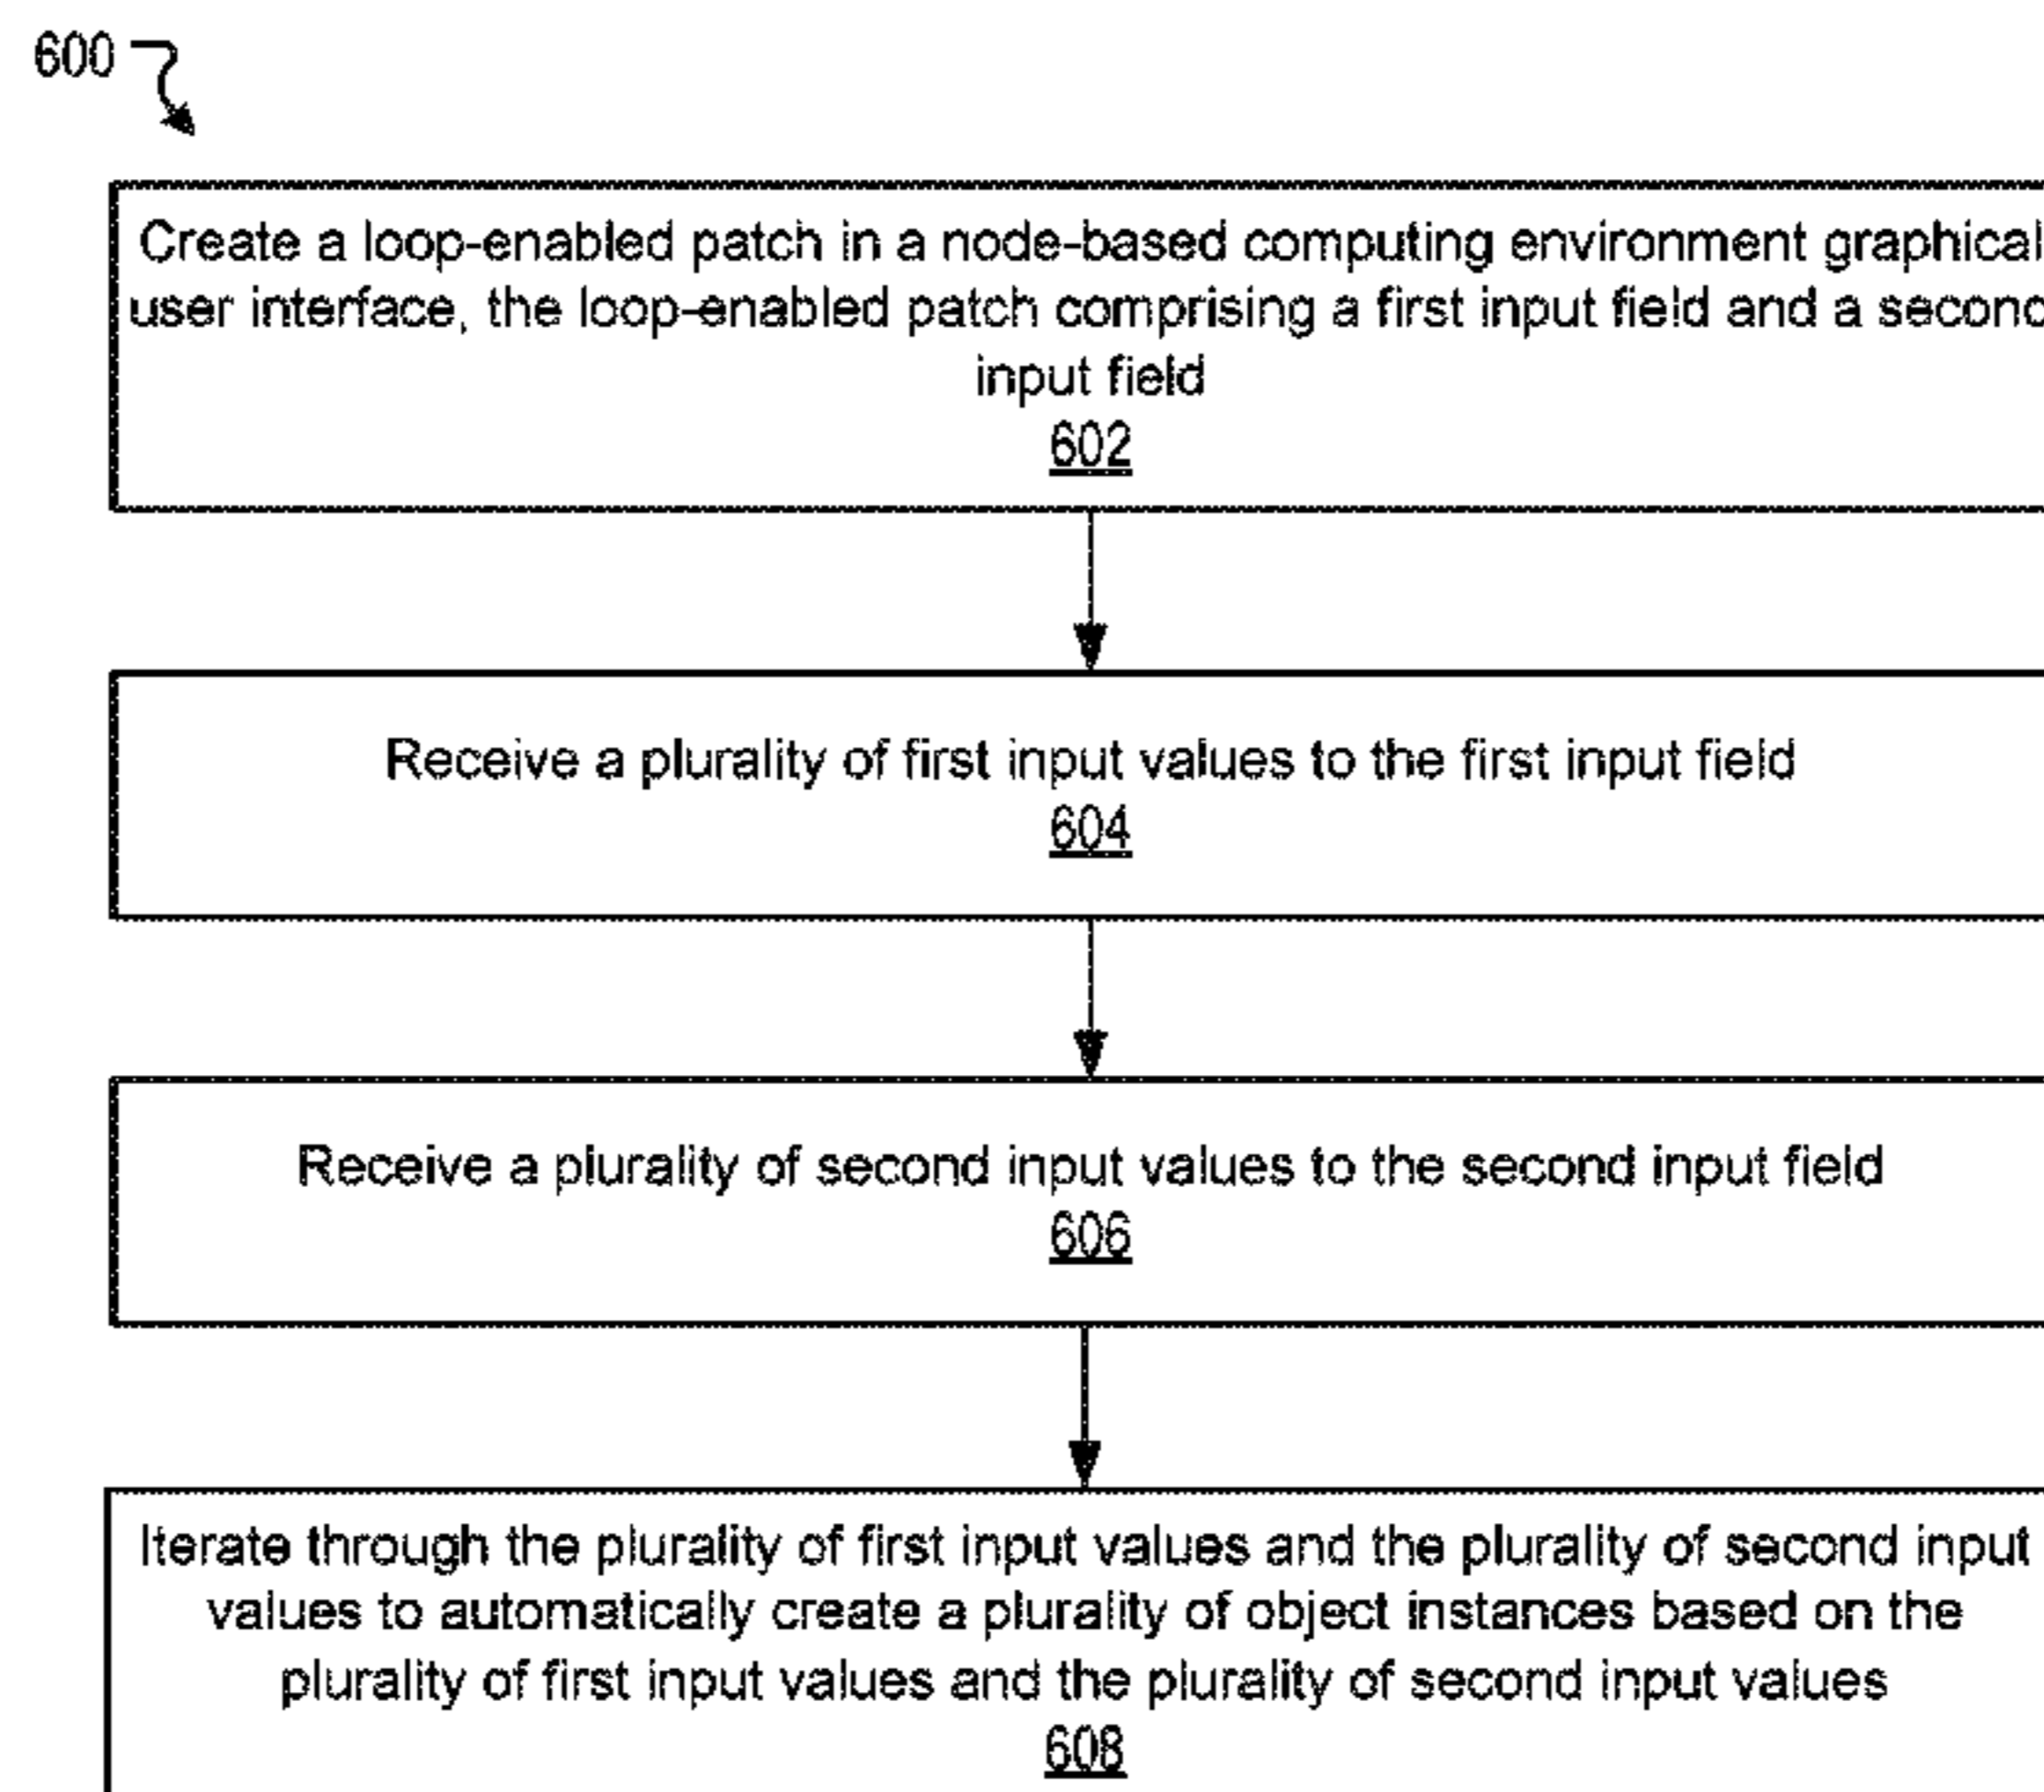 600
Create a loop-enabled patch in a node-based computing environment graphical
user interface, the loop-enabled patch comprising a first input field and a second
input field
602
Receive a plurality of first input values to the first input field
604
Receive a plurality of second input values to the second input field
606
Iterate through the plurality of first input values and the plurality of second input
values to automatically create a plurality of object instances based on the
plurality of first input values and the plurality of second input values
608